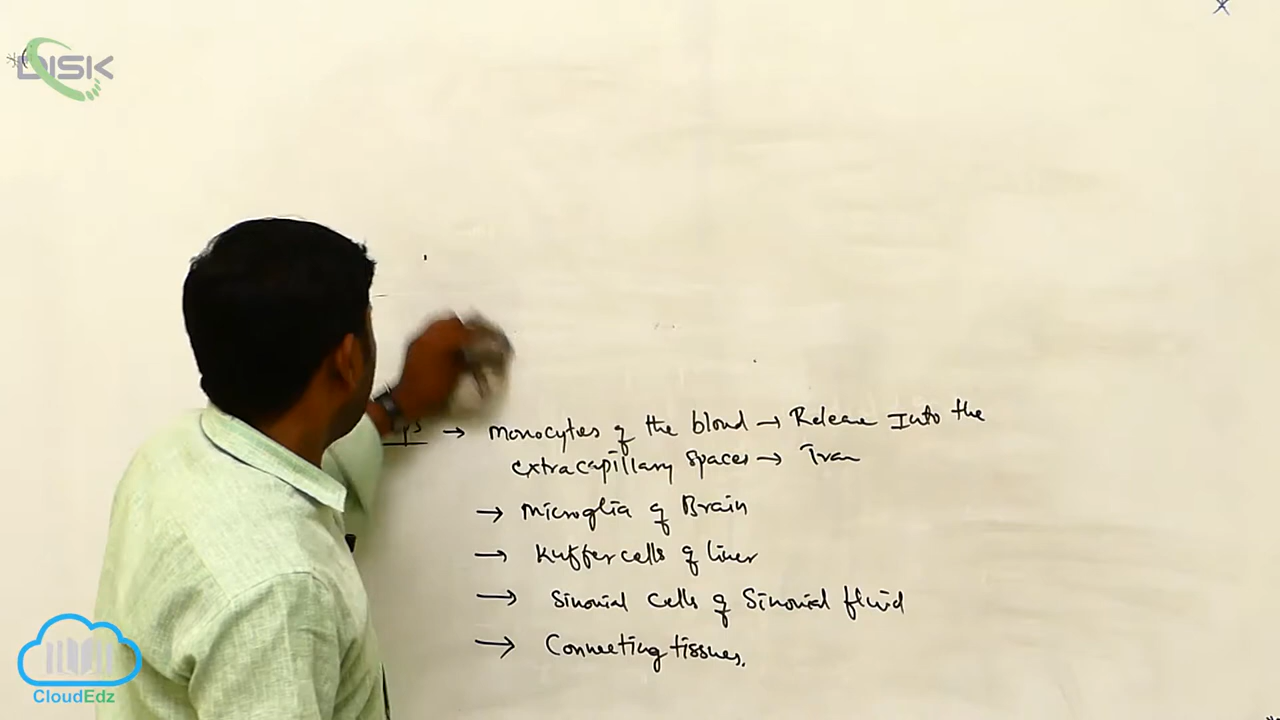 DISK
→ Monocytes of the blood → Release Into the
extracapillary spaces → Tran
→ Microglia of Brain
→ Kuffer cells of liver
→ Sinovial cells of Sinovial fluid
→ Connecting tissues.
CloudEdz